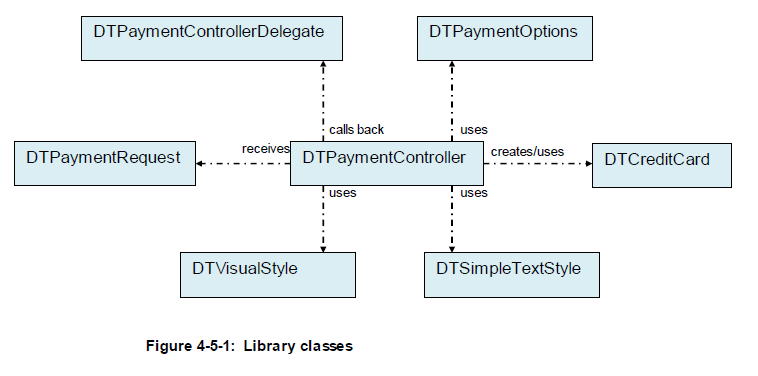 DTPaymentControllerDelegate
DTPaymentOptions
calls back
uses
DTPaymentRequest
receives
DTPaymentController
creates/uses
DTCreditCard
uses
uses
DTVisualStyle
DTSimpleTextStyle
Figure 4-5-1: Library classes